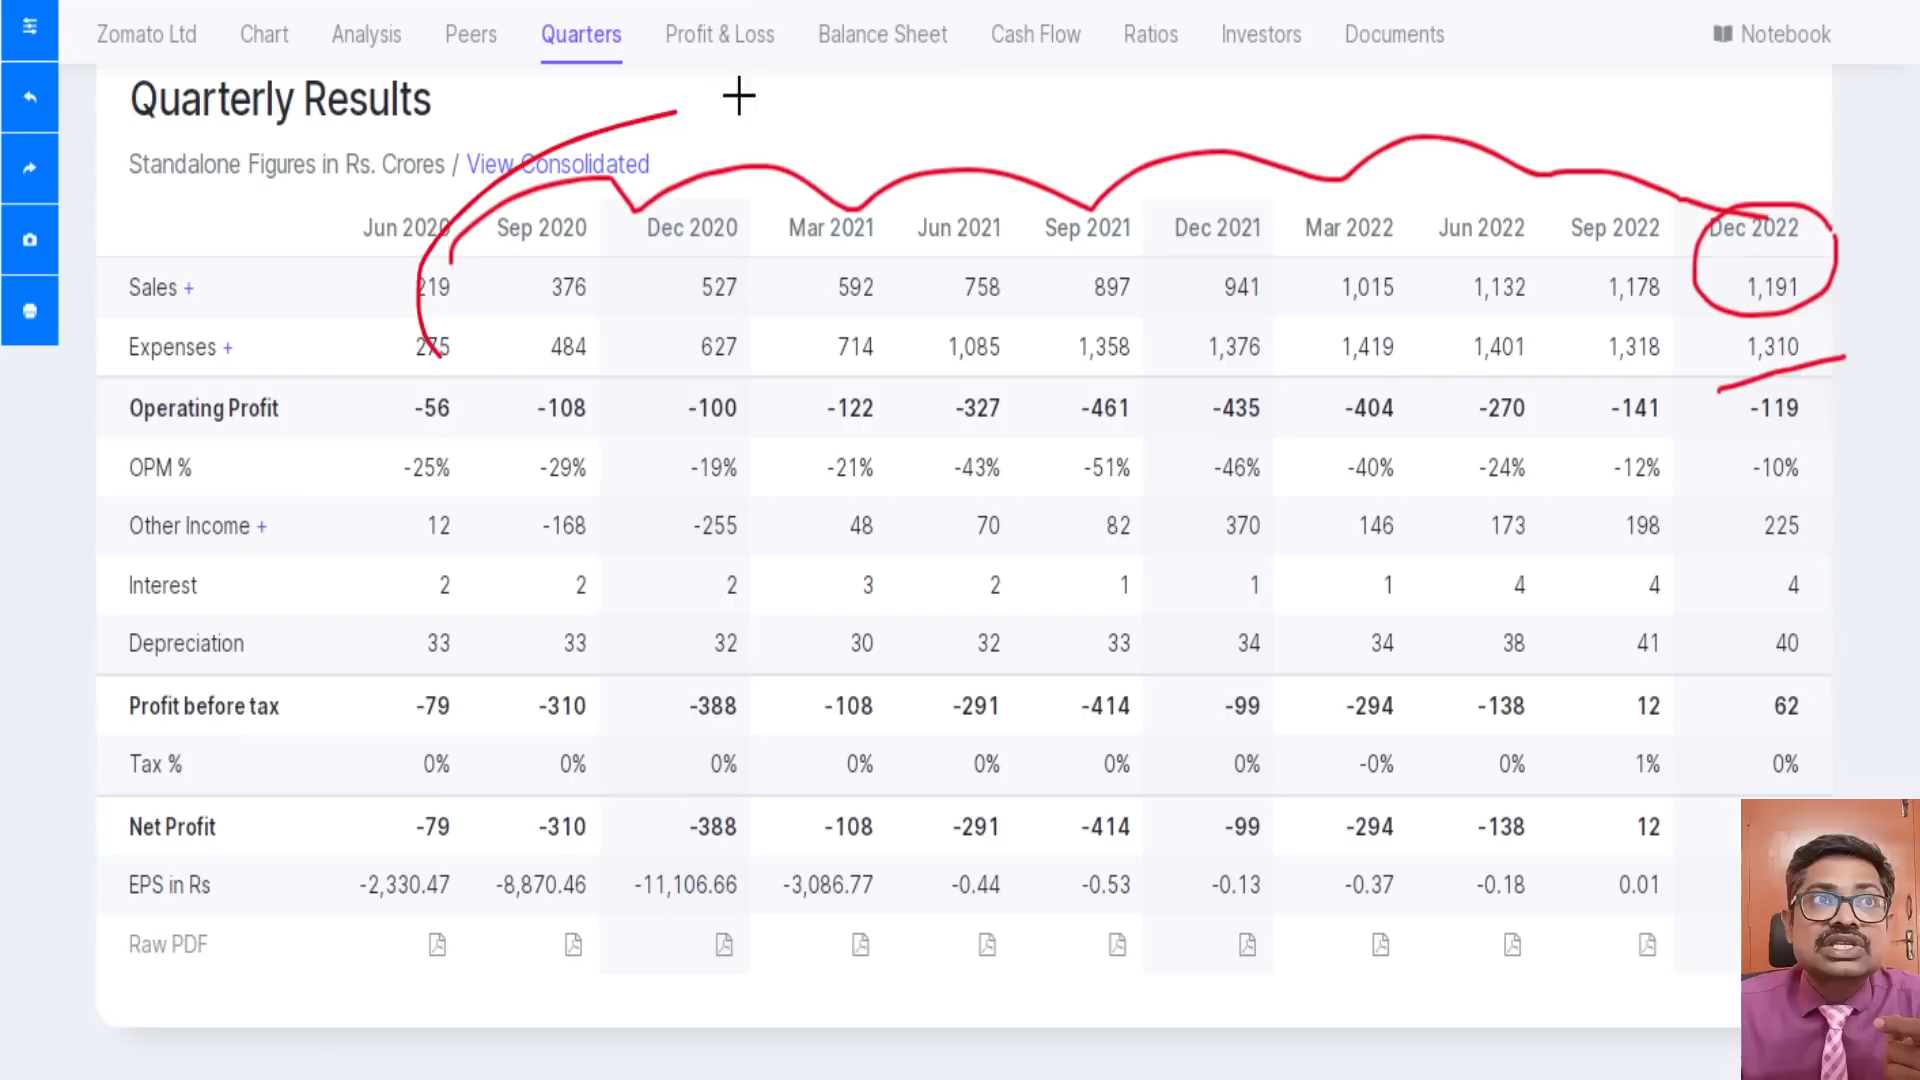 Zomato Ltd Chart Analysis Peers Quarters Profit & Loss Balance Sheet Cash Flow Ratios Investors Documents Notebook
Quarterly Results
Standalone Figures in Rs. Crores / View Consolidated
Jun 2020 Sep 2020 Dec 2020 Mar 2021 Jun 2021 Sep 2021 Dec 2021 Mar 2022 Jun 2022 Sep 2022 Dec 2022
Sales + 219 376 527 592 758 897 941 1,015 1,132 1,178 1,191
Expenses + 275 484 627 714 1,085 1,358 1,376 1,419 1,401 1,318 1,310
Operating Profit -56 -108 -100 -122 -327 -461 -435 -404 -270 -141 -119
OPM % -25% -29% -19% -21% -43% -51% -46% -40% -24% -12% -10%
Other Income + 12 -168 -255 48 70 82 370 146 173 198 225
Interest 2 2 2 3 2 1 1 1 4 4 4
Depreciation 33 33 32 30 32 33 34 34 38 41 40
Profit before tax -79 -310 -388 -108 -291 -414 -99 -294 -138 12 62
Tax % 0% 0% 0% 0% 0% 0% 0% -0% 0% 1% 0%
Net Profit -79 -310 -388 -108 -291 -414 -99 -294 -138 12
EPS in Rs -2,330.47 -8,870.46 -11,106.66 -3,086.77 -0.44 -0.53 -0.13 -0.37 -0.18 0.01
Raw PDF